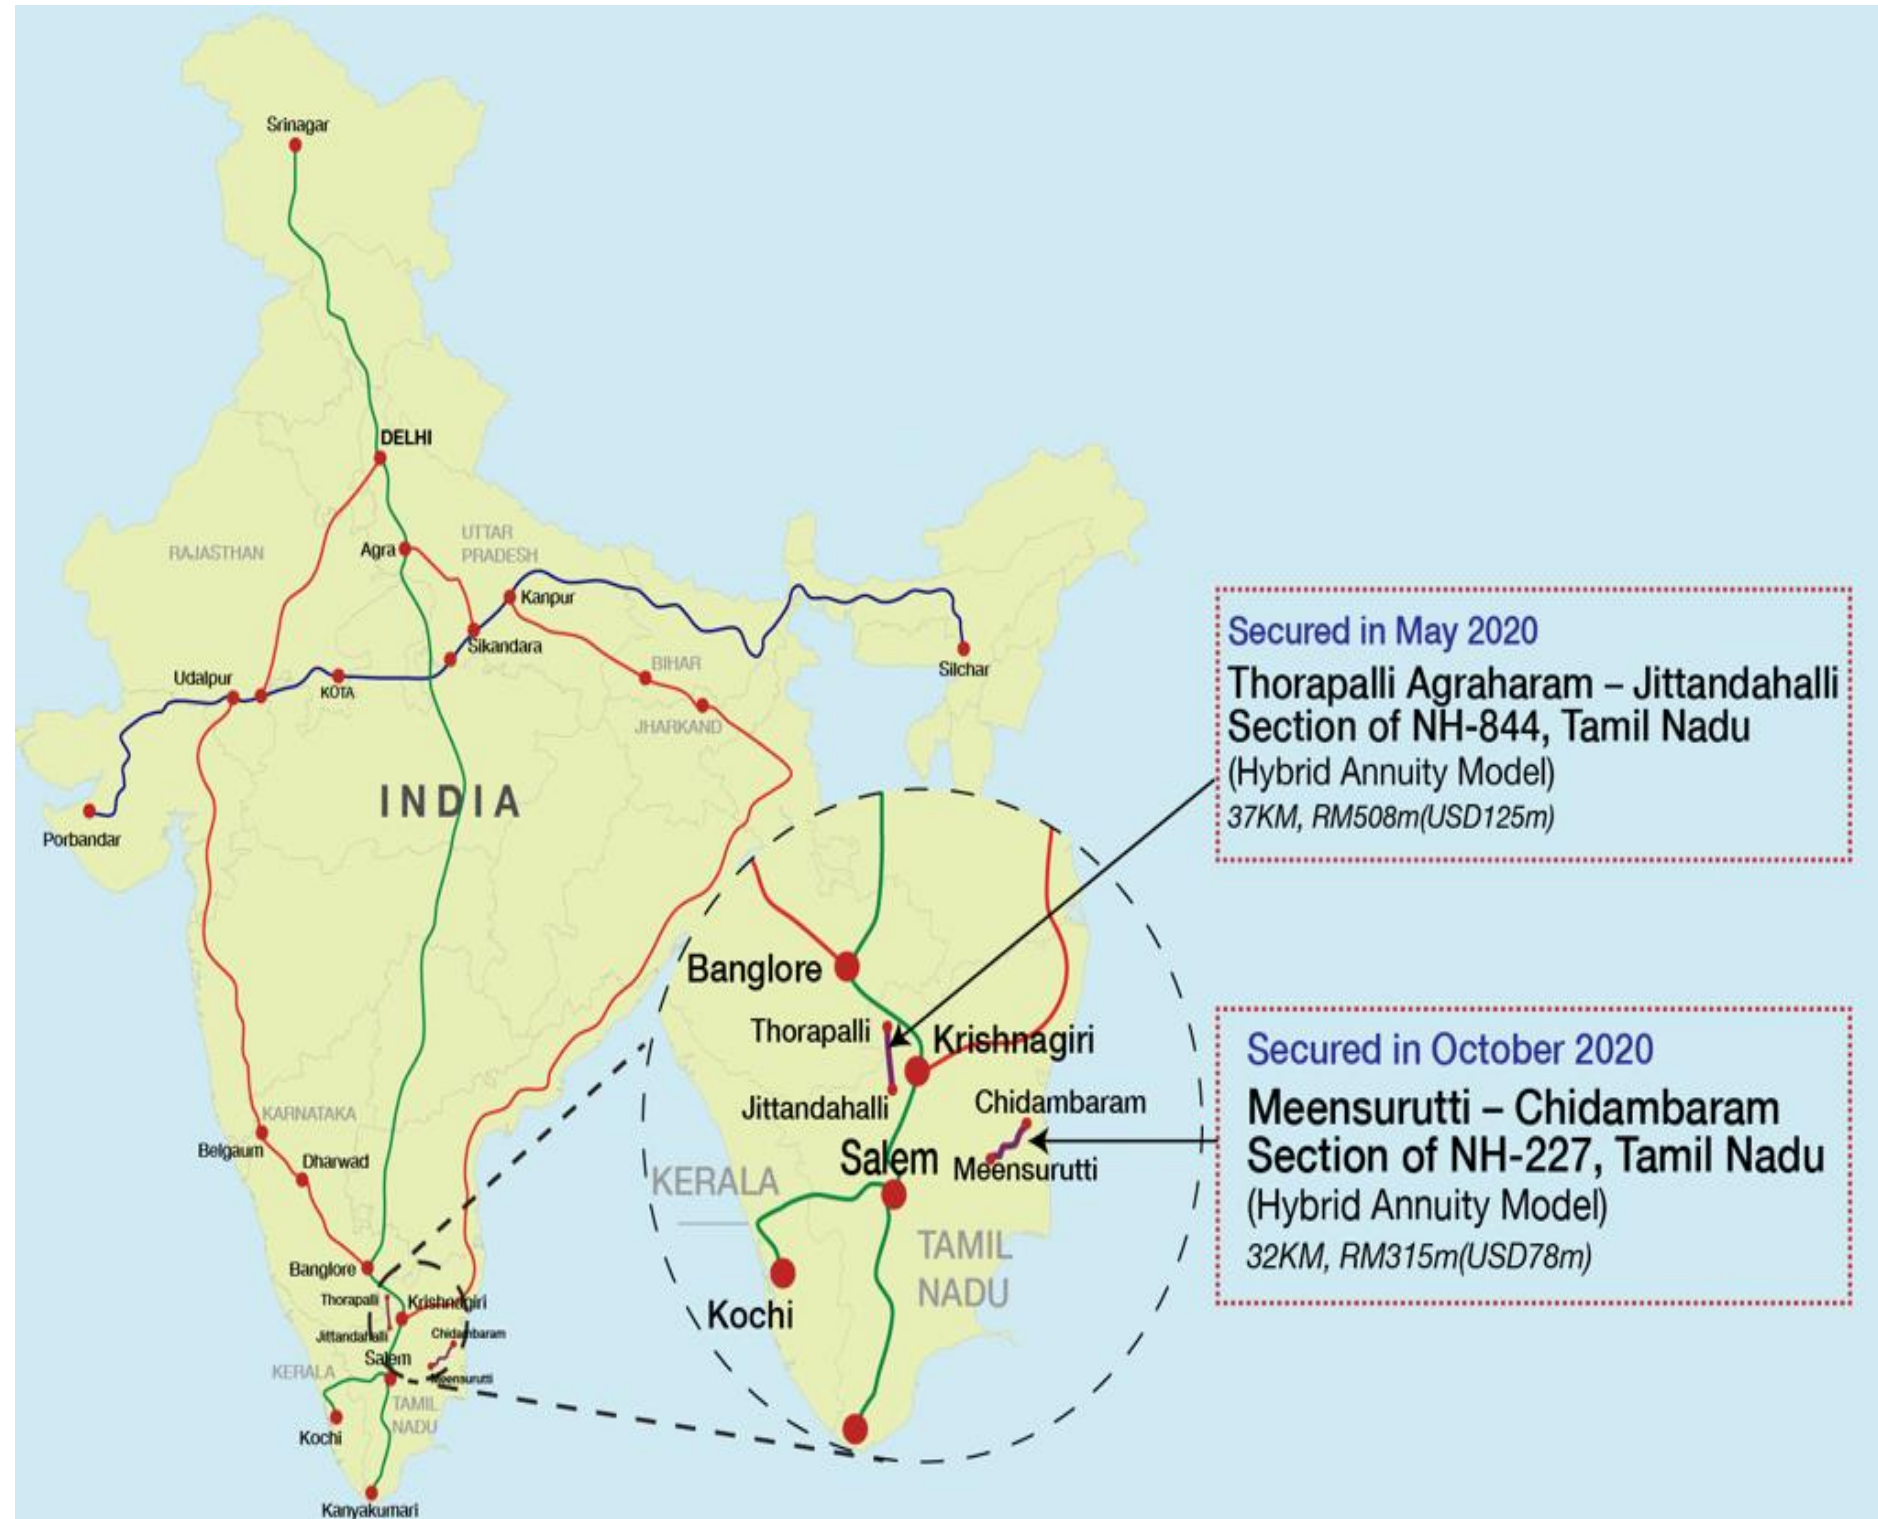 Srinagar
DELHI
RAJASTHAN
UTTAR
PRADESH
Agra
Kanpur
Sikandara
BIHAR
Udalpur
KOTA
Silchar
JHARKAND
INDIA
Porbandar
KARNATAKA
Belgaum
Dharwad
Banglore
Thorapalli
Krishnagiri
Jittandahalli
Chidambaram
Salem
Meensurutti
KERALA
TAMIL
NADU
Kochi
Kanyakumari
Banglore
Thorapalli
Krishnagiri
Jittandahalli
Chidambaram
Salem
Meensurutti
KERALA
TAMIL
NADU
Kochi
Secured in May 2020
Thorapalli Agraharam – Jittandahalli
Section of NH-844, Tamil Nadu
(Hybrid Annuity Model)
37KM, RM508m(USD125m)
Secured in October 2020
Meensurutti – Chidambaram
Section of NH-227, Tamil Nadu
(Hybrid Annuity Model)
32KM, RM315m(USD78m)